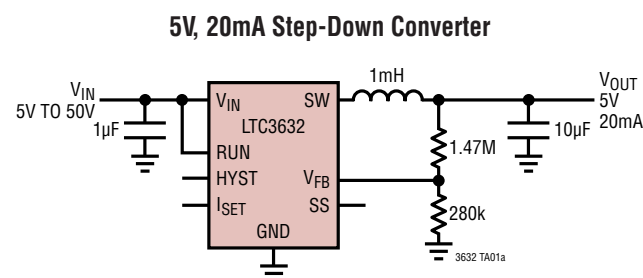 5V, 20mA Step-Down Converter
VIN
5V TO 50V
1µF
VIN
RUN
HYST
ISET
LTC3632
GND
SW
VFB
SS
1mH
1.47M
280k
10µF
VOUT
5V
20mA
3632 TA01a